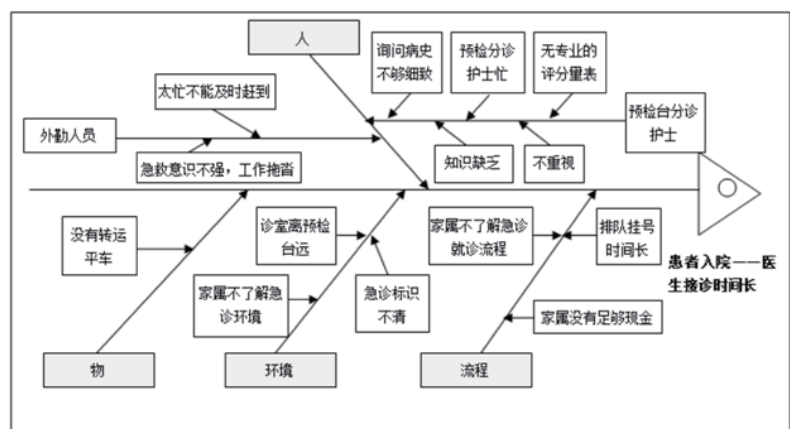 人
询问病史
不够细致
预检分诊
护士忙
无专业的
评分量表
太忙不能及时赶到
外勤人员
预检台分诊
护士
急救意识不强，工作拖沓
知识缺乏
不重视
没有转运
平车
诊室离预检
台远
家属不了解急诊
就诊流程
排队挂号
时间长
患者入院——医
生接诊时间长
家属不了解急
诊环境
急诊标识
不清
家属没有足够现金
物
环境
流程